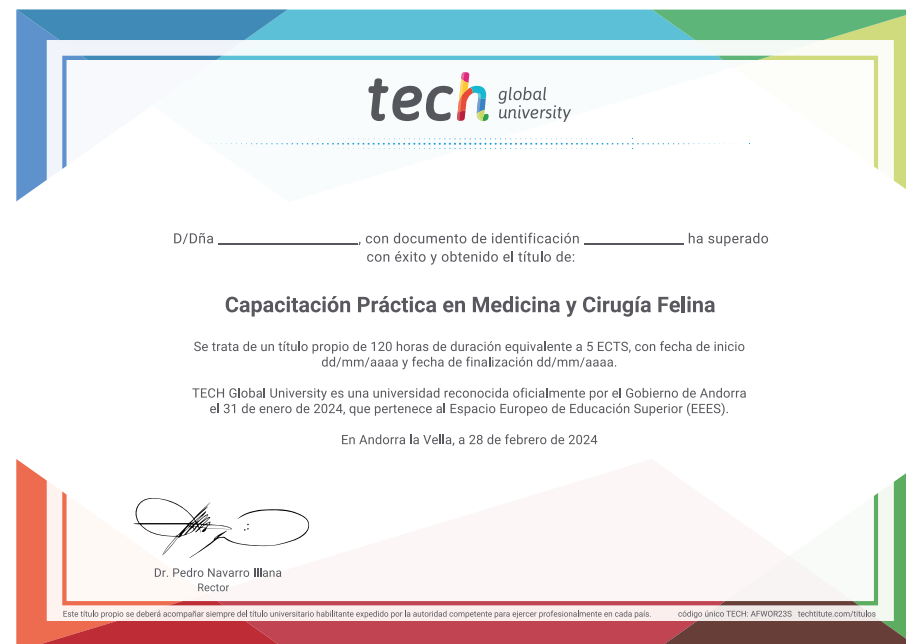 tech global university
D/Dña ____________________, con documento de identificación ______________ ha superado
con éxito y obtenido el título de:
Capacitación Práctica en Medicina y Cirugía Felina
Se trata de un título propio de 120 horas de duración equivalente a 5 ECTS, con fecha de inicio
dd/mm/aaaa y fecha de finalización dd/mm/aaaa.
TECH Global University es una universidad reconocida oficialmente por el Gobierno de Andorra
el 31 de enero de 2024, que pertenece al Espacio Europeo de Educación Superior (EEES).
En Andorra la Vella, a 28 de febrero de 2024
Dr. Pedro Navarro Illana
Rector
Este título propio se deberá acompañar siempre del título universitario habilitante expedido por la autoridad competente para ejercer profesionalmente en cada país. código único TECH: AFWOR23S techtitute.com/titulos